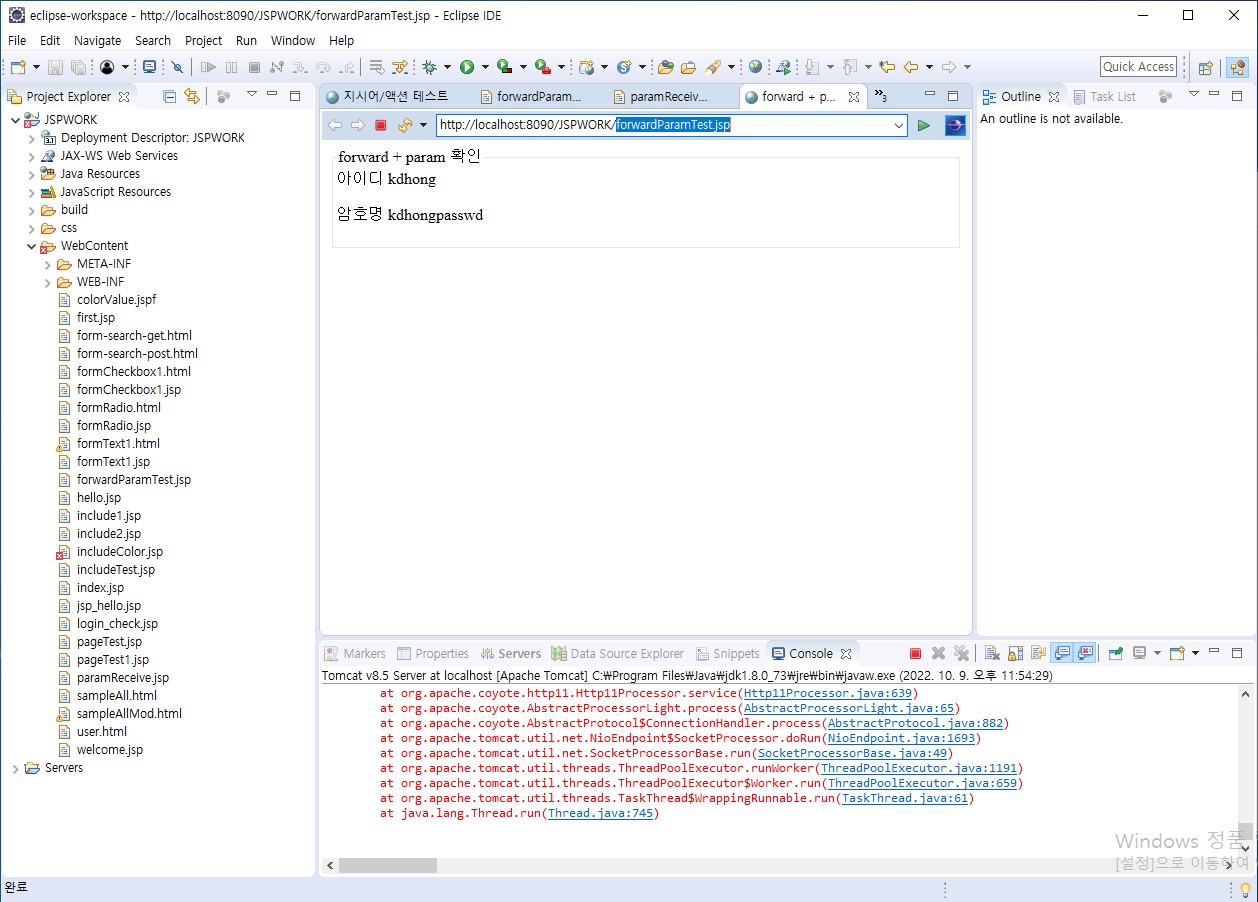 eclipse-workspace - http://localhost:8090/JSPWORK/forwardParamTest.jsp - Eclipse IDE
File Edit Navigate Search Project Run Window Help
Quick Access
Project Explorer
JSPWORK
Deployment Descriptor: JSPWORK
JAX-WS Web Services
Java Resources
JavaScript Resources
build
css
WebContent
META-INF
WEB-INF
colorValue.jspf
first.jsp
form-search-get.html
form-search-post.html
formCheckbox1.html
formCheckbox1.jsp
formRadio.html
formRadio.jsp
formText1.html
formText1.jsp
forwardParamTest.jsp
hello.jsp
include1.jsp
include2.jsp
includeColor.jsp
includeTest.jsp
index.jsp
jsp_hello.jsp
login_check.jsp
pageTest.jsp
pageTest1.jsp
paramReceive.jsp
sampleAll.html
sampleAllMod.html
user.html
welcome.jsp
Servers
지시어/액션 테스트 forwardParam... paramReceiv... forward + p... »3
http://localhost:8090/JSPWORK/forwardParamTest.jsp
forward + param 확인
아이디 kdhong
암호명 kdhongpasswd
Outline Task List
An outline is not available.
Markers Properties Servers Data Source Explorer Snippets Console
Tomcat v8.5 Server at localhost [Apache Tomcat] C:₩Program Files₩Java₩jdk1.8.0_73₩jre₩bin₩javaw.exe (2022. 10. 9. 오후 11:54:29)
at org.apache.coyote.http11.Http11Processor.service(Http11Processor.java:639)
at org.apache.coyote.AbstractProcessorLight.process(AbstractProcessorLight.java:65)
at org.apache.coyote.AbstractProtocol$ConnectionHandler.process(AbstractProtocol.java:882)
at org.apache.tomcat.util.net.NioEndpoint$SocketProcessor.doRun(NioEndpoint.java:1693)
at org.apache.tomcat.util.net.SocketProcessorBase.run(SocketProcessorBase.java:49)
at org.apache.tomcat.util.threads.ThreadPoolExecutor.runWorker(ThreadPoolExecutor.java:1191)
at org.apache.tomcat.util.threads.ThreadPoolExecutor$Worker.run(ThreadPoolExecutor.java:659)
at org.apache.tomcat.util.threads.TaskThread$WrappingRunnable.run(TaskThread.java:61)
at java.lang.Thread.run(Thread.java:745)
Windows 정품
[설정]으로 이동하여
완료